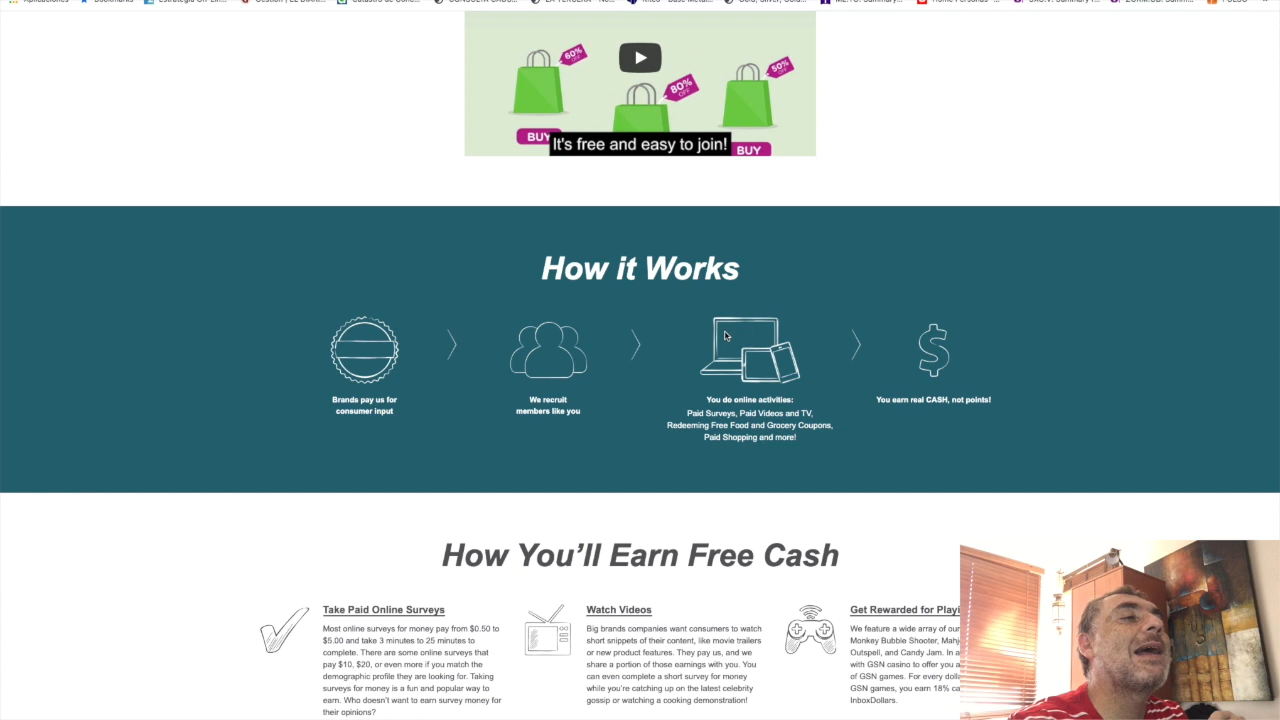 Aplicaciones
Bookmarks
60% OFF
80% OFF
50% OFF
BUY
BUY
It's free and easy to join!
How it Works
Brands pay us for
consumer input
We recruit
members like you
You do online activities:
Paid Surveys, Paid Videos and TV,
Redeeming Free Food and Grocery Coupons,
Paid Shopping and more!
You earn real CASH, not points!
How You'll Earn Free Cash
Take Paid Online Surveys
Most online surveys for money pay from $0.50 to
$5.00 and take 3 minutes to 25 minutes to
complete. There are some online surveys that
pay $10, $20, or even more if you match the
demographic profile they are looking for. Taking
surveys for money is a fun and popular way to
earn. Who doesn't want to earn survey money for
their opinions?
Watch Videos
Big brands companies want consumers to watch
short snippets of their content, like movie trailers
or new product features. They pay us, and we
share a portion of those earnings with you. You
can even complete a short survey for money
while you're catching up on the latest celebrity
gossip or watching a cooking demonstration!
Get Rewarded for Playi
We feature a wide array of our
Monkey Bubble Shooter, Mahj
Outspell, and Candy Jam. In a
with GSN casino to offer you a
of GSN games. For every dolla
GSN games, you earn 18% ca
InboxDollars.